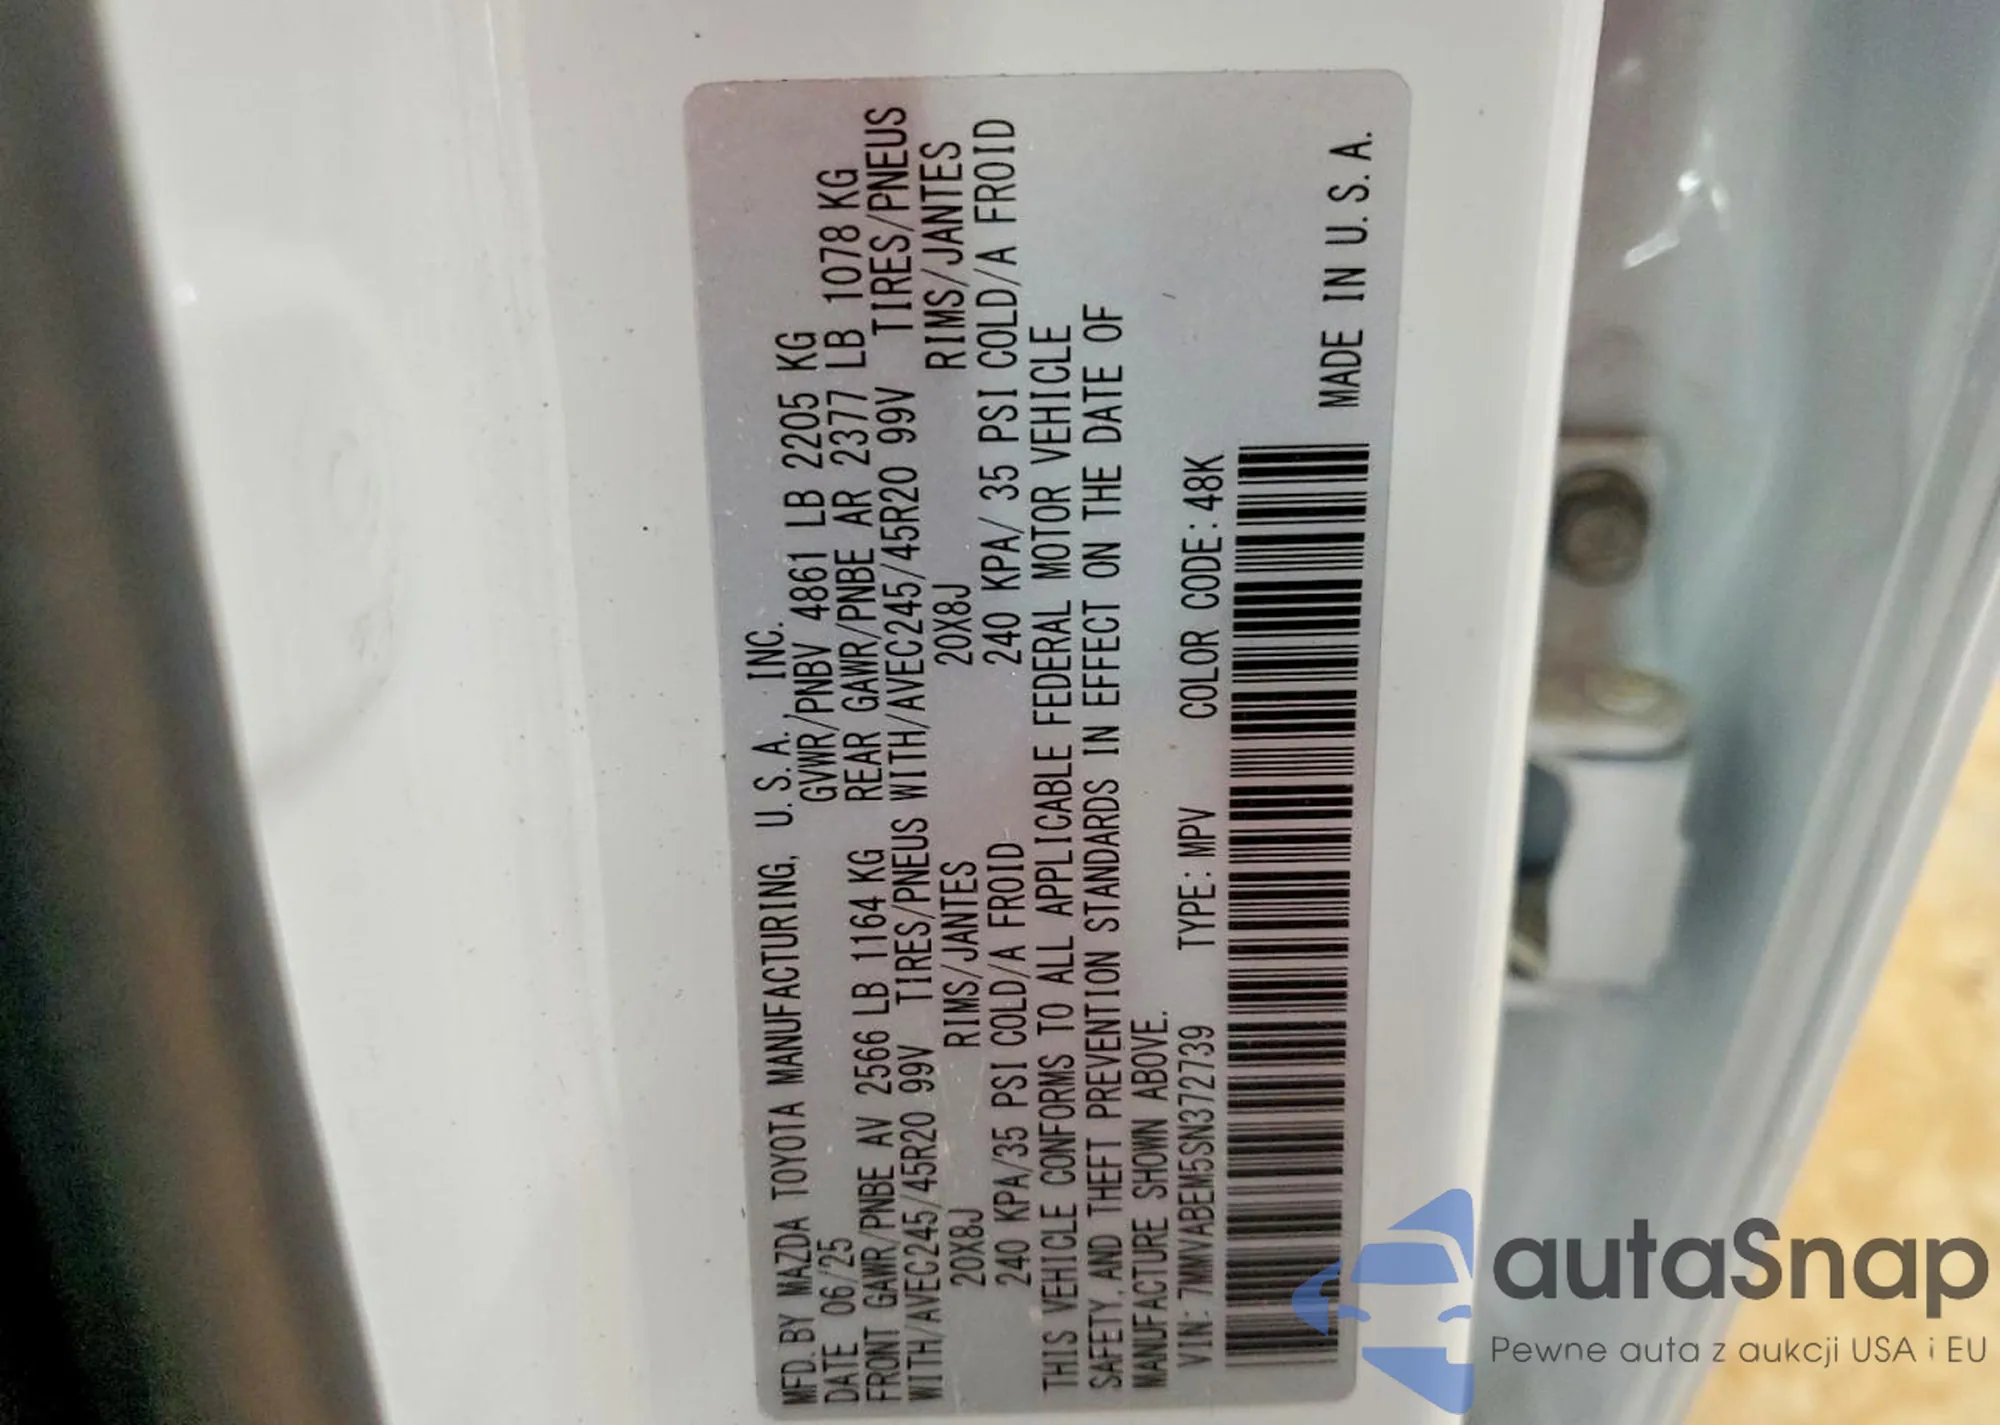 MFD. BY MAZDA TOYOTA MANUFACTURING, U.S.A., INC.
DATE 06/25 GVWR/PNBV 4861 LB 2205 KG
FRONT GAWR/PNBE AV 2566 LB 1164 KG REAR GAWR/PNBE AR 2377 LB 1078 KG
WITH/AVEC245/45R20 99V TIRES/PNEUS WITH/AVEC245/45R20 99V TIRES/PNEUS
20X8J RIMS/JANTES 20X8J RIMS/JANTES
240 KPA/35 PSI COLD/A FROID 240 KPA/ 35 PSI COLD/A FROID
THIS VEHICLE CONFORMS TO ALL APPLICABLE FEDERAL MOTOR VEHICLE
SAFETY,AND THEFT PREVENTION STANDARDS IN EFFECT ON THE DATE OF
MANUFACTURE SHOWN ABOVE.
VIN: 7MMVABEM5SN372739 TYPE: MPV COLOR CODE: 48K
MADE IN U.S.A.
autaSnap
Pewne auta z aukcji USA i EU